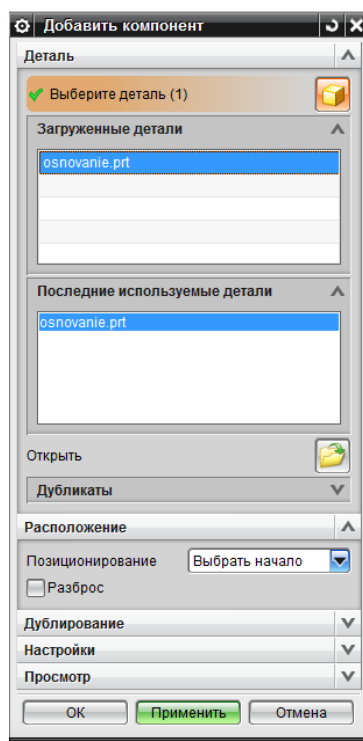 Добавить компонент
Деталь
Выберите деталь (1)
Загруженные детали
osnovanie.prt
Последние используемые детали
osnovanie.prt
Открыть
Дубликаты
Расположение
Позиционирование Выбрать начало
Разброс
Дублирование
Настройки
Просмотр
ОК Применить Отмена